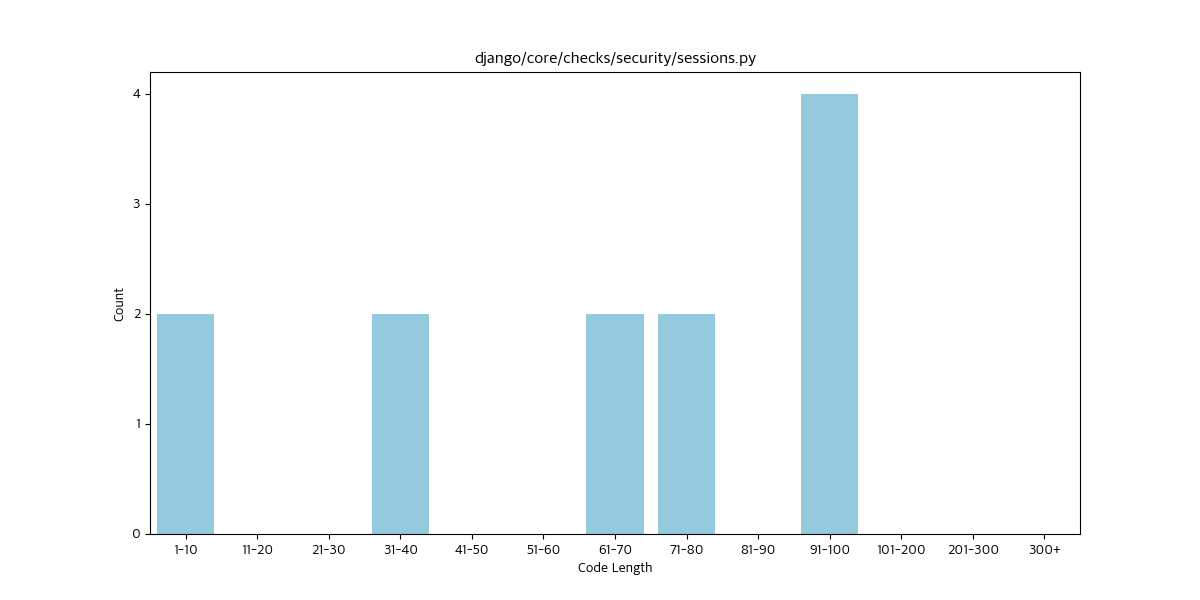 django/core/checks/security/sessions.py
4
3
2
1
0
Count
1-10 11-20 21-30 31-40 41-50 51-60 61-70 71-80 81-90 91-100 101-200 201-300 300+
Code Length